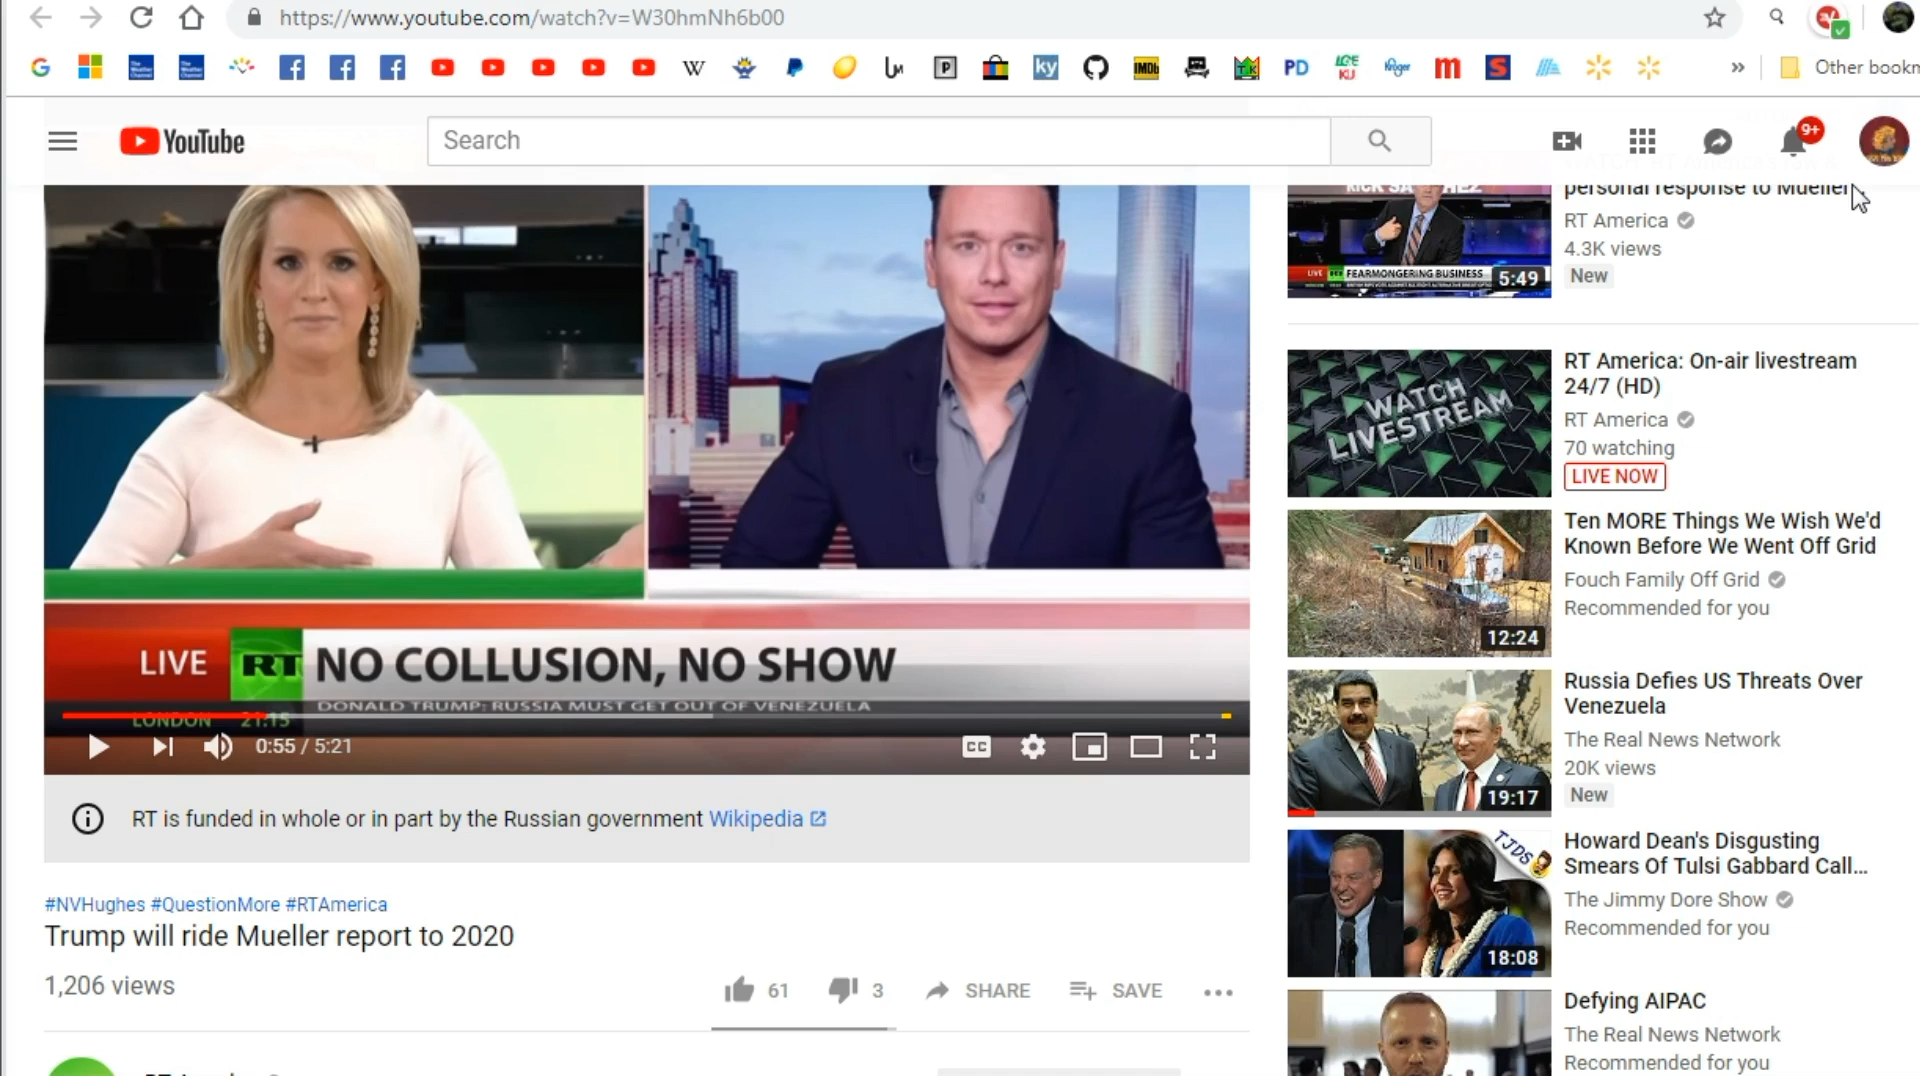 https://www.youtube.com/watch?v=W30hmNh6b00
Other bookm
YouTube
Search
9+
personal response to Mueller
RT America
4.3K views
New
LIVE
FEARMONGERING BUSINESS
5:49
WATCH
LIVESTREAM
RT America: On-air livestream
24/7 (HD)
RT America
70 watching
LIVE NOW
Ten MORE Things We Wish We'd
Known Before We Went Off Grid
Fouch Family Off Grid
Recommended for you
12:24
LIVE RT NO COLLUSION, NO SHOW
DONALD TRUMP: RUSSIA MUST GET OUT OF VENEZUELA
LONDON 21:15
0:55 / 5:21
CC
Russia Defies US Threats Over
Venezuela
The Real News Network
20K views
New
19:17
RT is funded in whole or in part by the Russian government Wikipedia
TJDS
Howard Dean's Disgusting
Smears Of Tulsi Gabbard Call...
The Jimmy Dore Show
Recommended for you
18:08
#NVHughes #QuestionMore #RTAmerica
Trump will ride Mueller report to 2020
1,206 views
61
3
SHARE
SAVE
Defying AIPAC
The Real News Network
Recommended for you